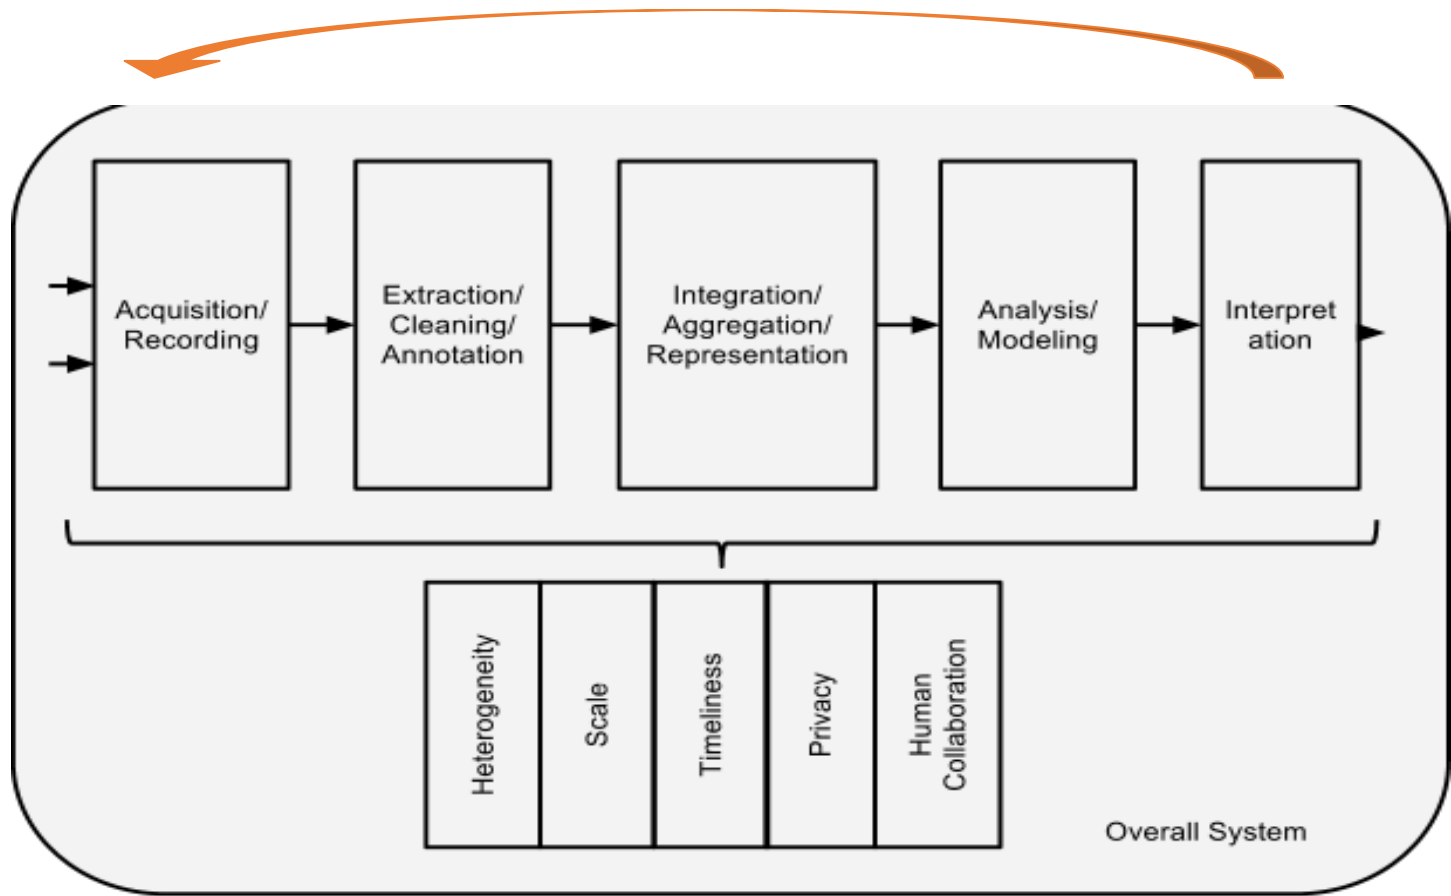 Acquisition/
Recording
Extraction/
Cleaning/
Annotation
Integration/
Aggregation/
Representation
Analysis/
Modeling
Interpret
ation
Heterogeneity
Scale
Timeliness
Privacy
Human
Collaboration
Overall System